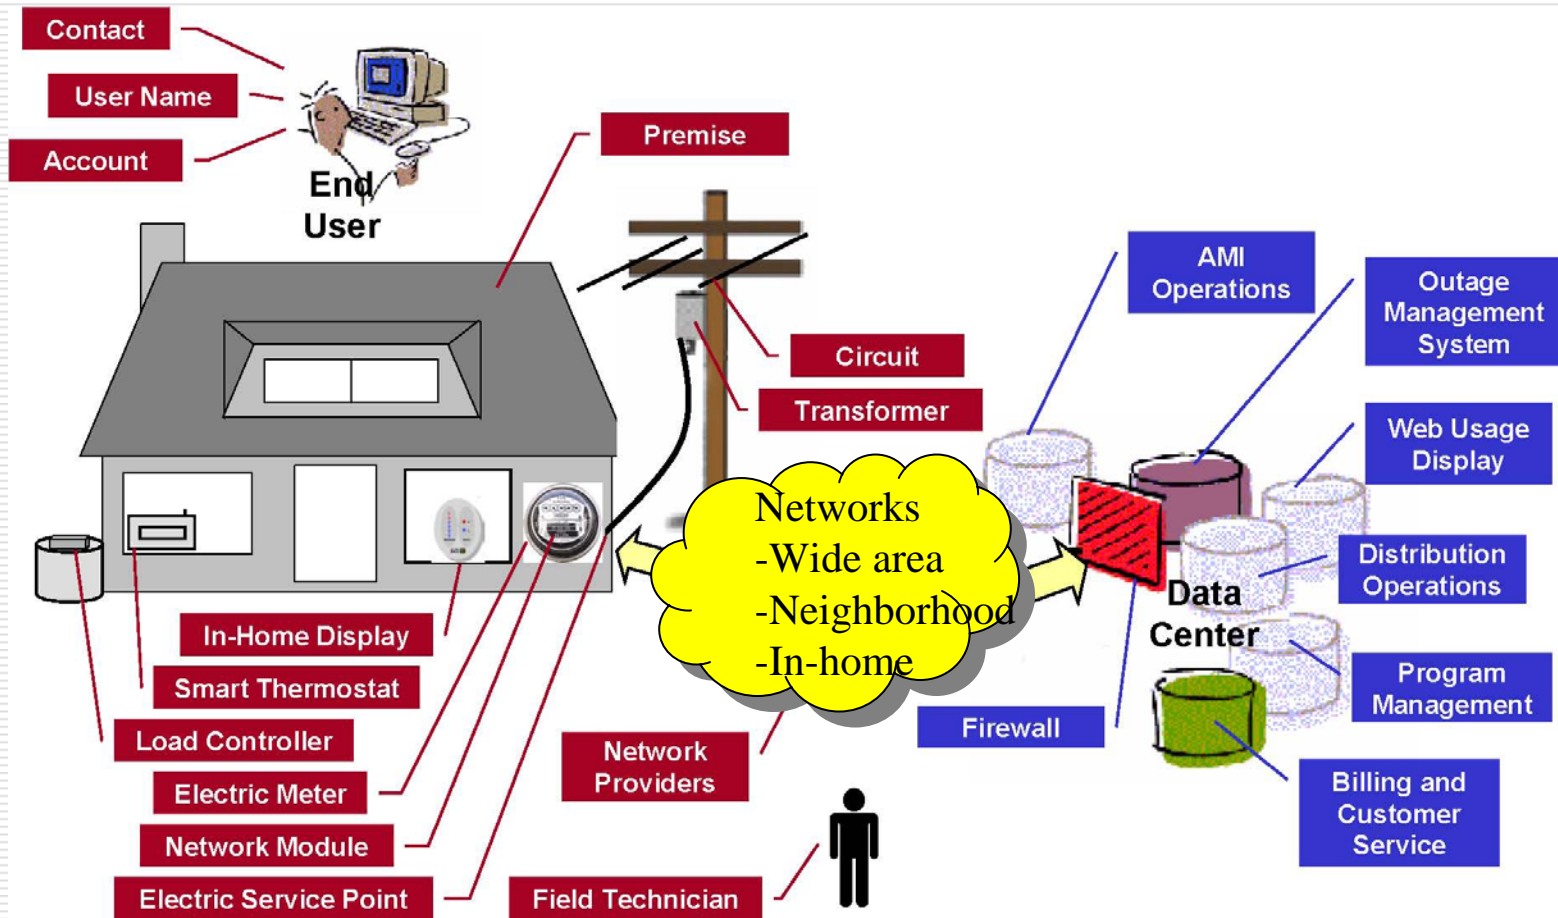 Contact
User Name
Account
End
User
Premise
Circuit
Transformer
AMI
Operations
Outage
Management
System
Web Usage
Display
Distribution
Operations
Data
Center
Program
Management
Billing and
Customer
Service
Firewall
Networks
-Wide area
-Neighborhood
-In-home
In-Home Display
Smart Thermostat
Load Controller
Electric Meter
Network Module
Electric Service Point
Network
Providers
Field Technician